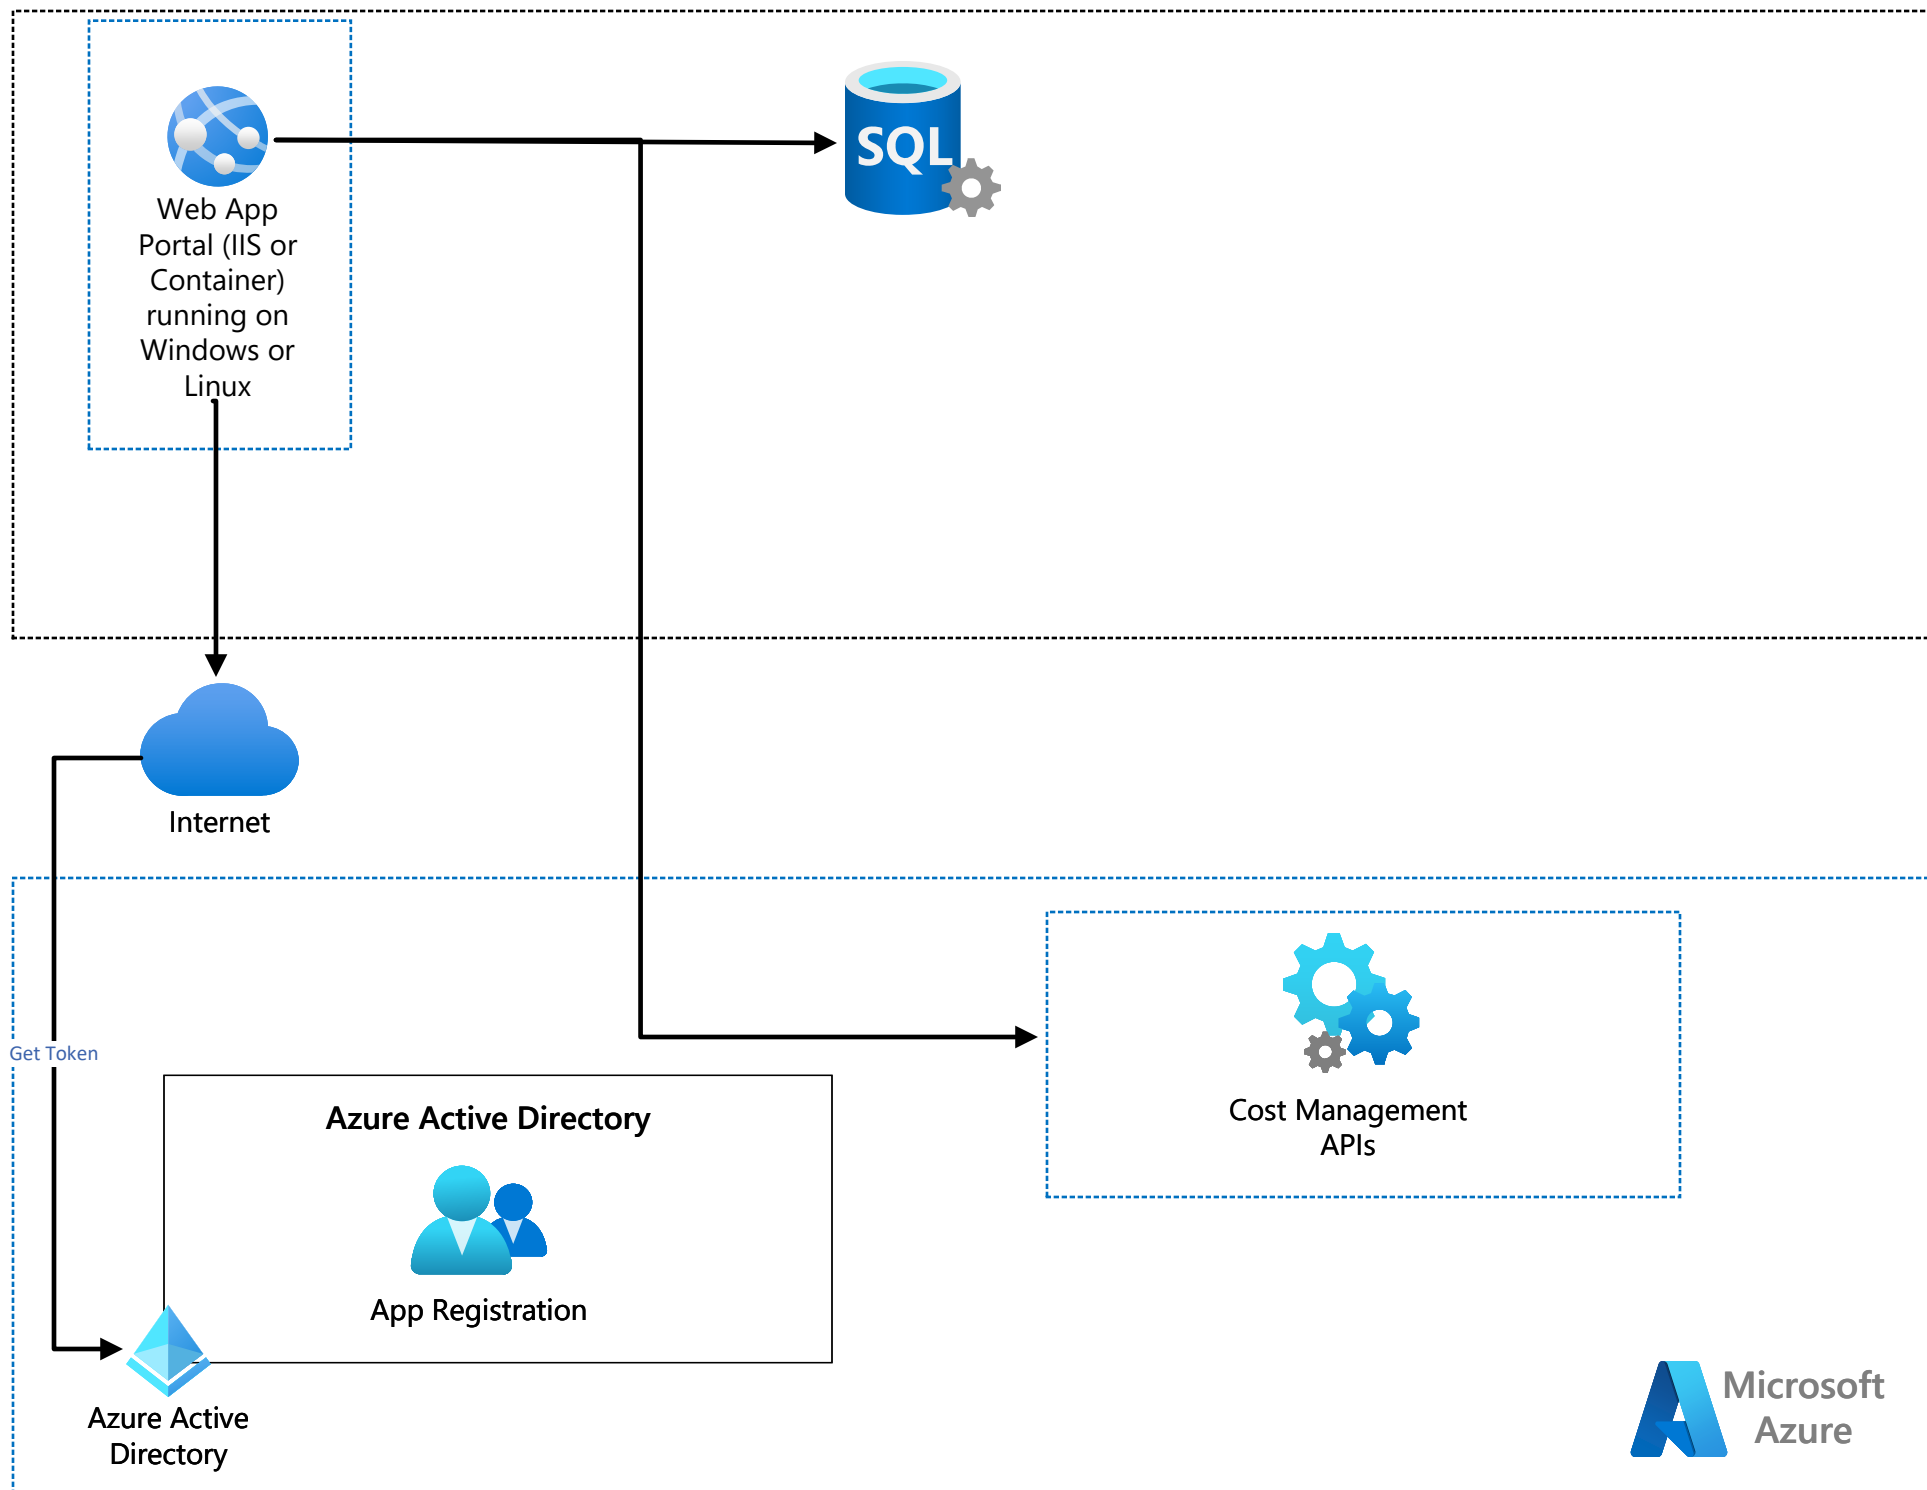 SQL
Web App
Portal (IIS or
Container)
running on
Windows or
Linux
Internet
Get Token
Azure Active Directory
App Registration
Azure Active
Directory
Cost Management
APIs
Microsoft
Azure